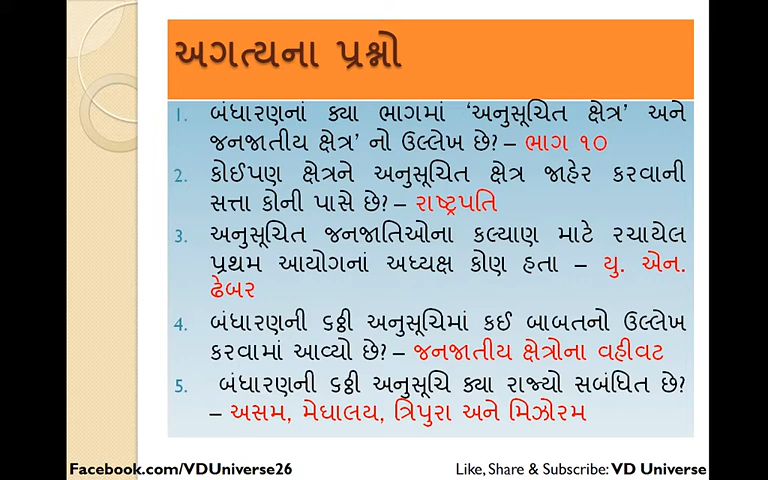 અગત્યના પ્રશ્નો
1. બંધારણનાં ક્યા ભાગમાં ‘અનુસૂચિત ક્ષેત્ર’ અને
જનજાતીય ક્ષેત્ર’ નો ઉલ્લેખ છે? – ભાગ ૧૦
2. કોઈપણ ક્ષેત્રને અનુસૂચિત ક્ષેત્ર જાહેર કરવાની
સત્તા કોની પાસે છે? – રાષ્ટ્રપતિ
3. અનુસૂચિત જનજાતિઓના કલ્યાણ માટે રચાયેલ
પ્રથમ આયોગનાં અધ્યક્ષ કોણ હતા – યુ. એન.
ઢેબર
4. બંધારણની ૬ઠ્ઠી અનુસૂચિમાં કઈ બાબતનો ઉલ્લેખ
કરવામાં આવ્યો છે? – જનજાતીય ક્ષેત્રોના વહીવટ
5. બંધારણની ૬ઠ્ઠી અનુસૂચિ ક્યા રાજ્યો સબંધિત છે?
– અસમ, મેઘાલય, ત્રિપુરા અને મિઝોરમ
Facebook.com/VDUniverse26
Like, Share & Subscribe: VD Universe